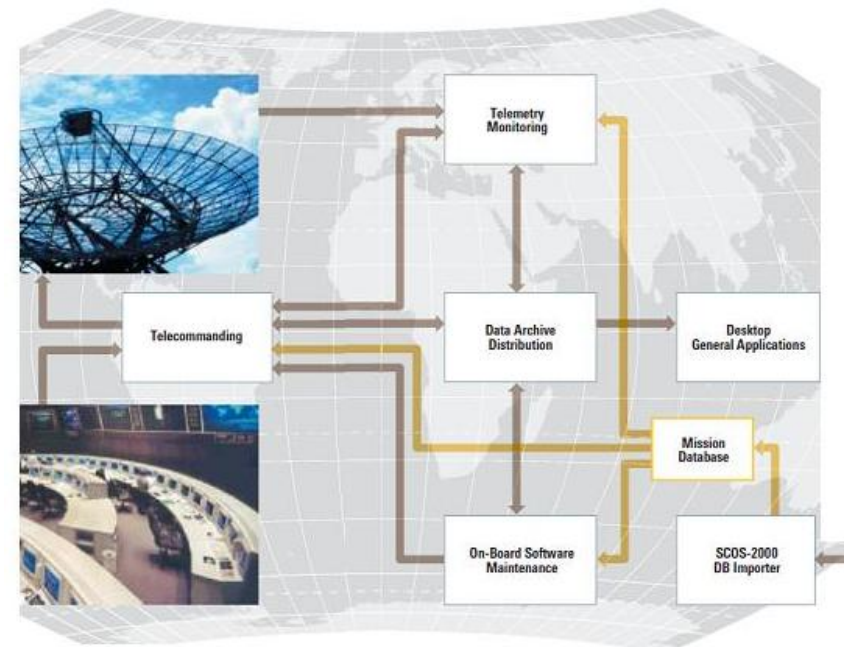 Telemetry
Monitoring
Telecommanding
Data Archive
Distribution
Desktop
General Applications
Mission
Database
On-Board Software
Maintenance
SCOS-2000
DB Importer